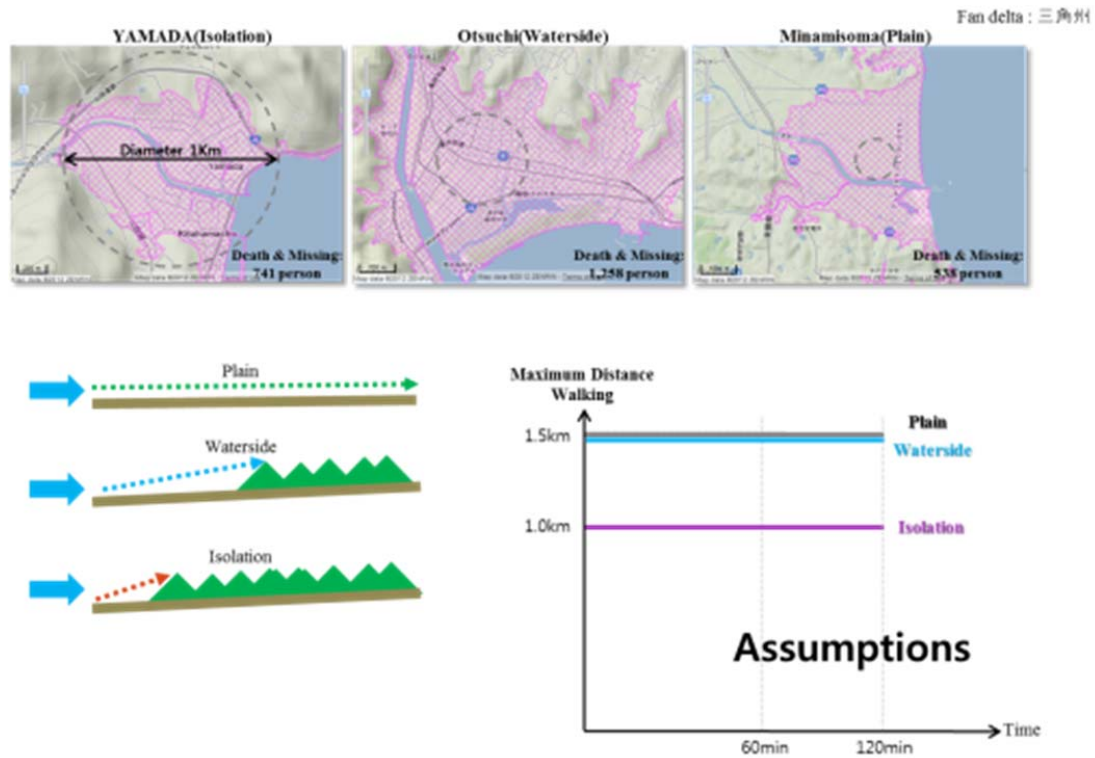 Fan delta : 三角州
YAMADA(Isolation)
Otsuchi(Waterside)
Minamisoma(Plain)
Diameter 1Km
Yamada
Death & Missing:
741 person
Death & Missing:
1,258 person
Death & Missing:
538 person
Plain
Waterside
Isolation
Maximum Distance
Walking
1.5km
Plain
Waterside
1.0km
Isolation
Assumptions
Time
60min
120min